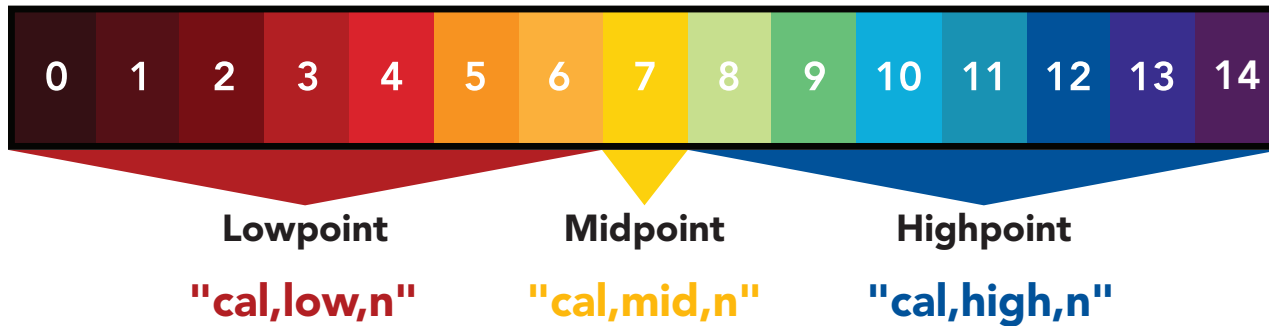 0 1 2 3 4 5 6 7 8 9 10 11 12 13 14
Lowpoint Midpoint Highpoint
"cal,low,n" "cal,mid,n" "cal,high,n"